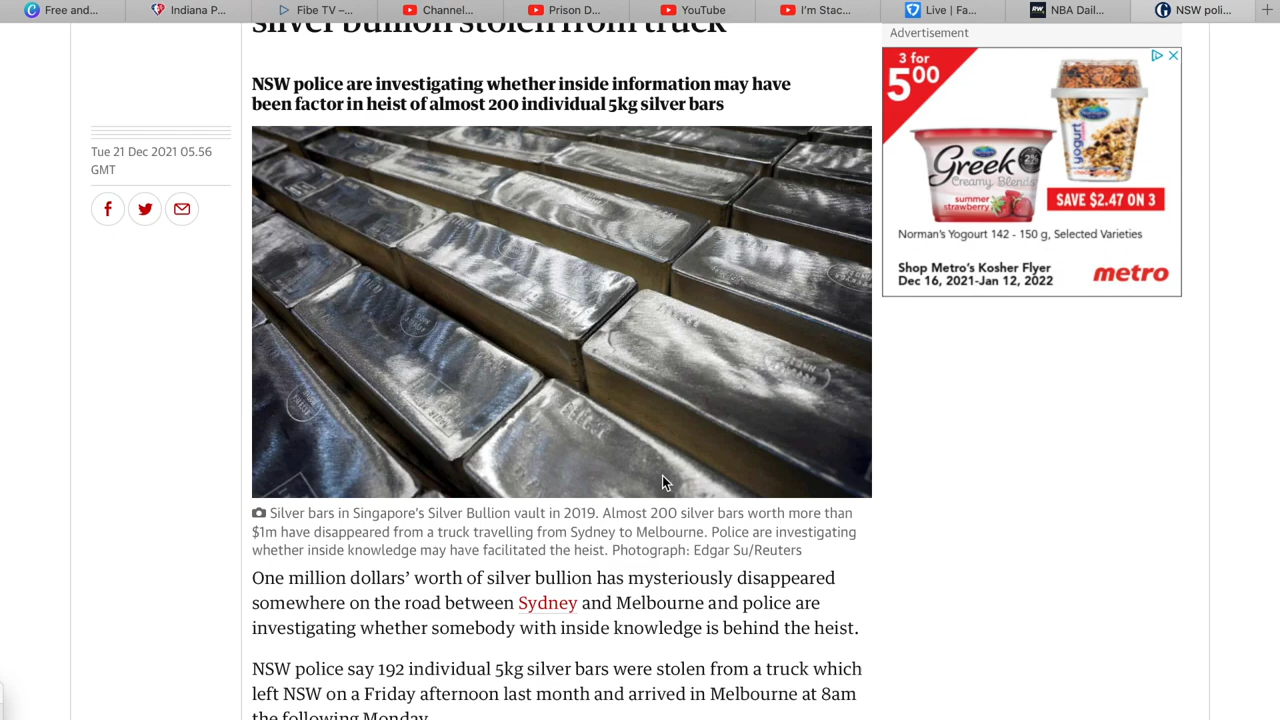 Free and...
Indiana P...
Fibe TV –...
Channel...
Prison D...
YouTube
I'm Stac...
Live | Fa...
NBA Dail...
NSW poli...
silver bullion stolen from truck
Advertisement
NSW police are investigating whether inside information may have
been factor in heist of almost 200 individual 5kg silver bars
Tue 21 Dec 2021 05.56
GMT
3 for
5.00
Greek
2%
Creamy Blends
summer
strawberry
yogurt
SAVE $2.47 ON 3
Norman's Yogourt 142 - 150 g, Selected Varieties
Shop Metro's Kosher Flyer
Dec 16, 2021-Jan 12, 2022
metro
Silver bars in Singapore's Silver Bullion vault in 2019. Almost 200 silver bars worth more than
$1m have disappeared from a truck travelling from Sydney to Melbourne. Police are investigating
whether inside knowledge may have facilitated the heist. Photograph: Edgar Su/Reuters
One million dollars' worth of silver bullion has mysteriously disappeared
somewhere on the road between Sydney and Melbourne and police are
investigating whether somebody with inside knowledge is behind the heist.
NSW police say 192 individual 5kg silver bars were stolen from a truck which
left NSW on a Friday afternoon last month and arrived in Melbourne at 8am
the following Monday.